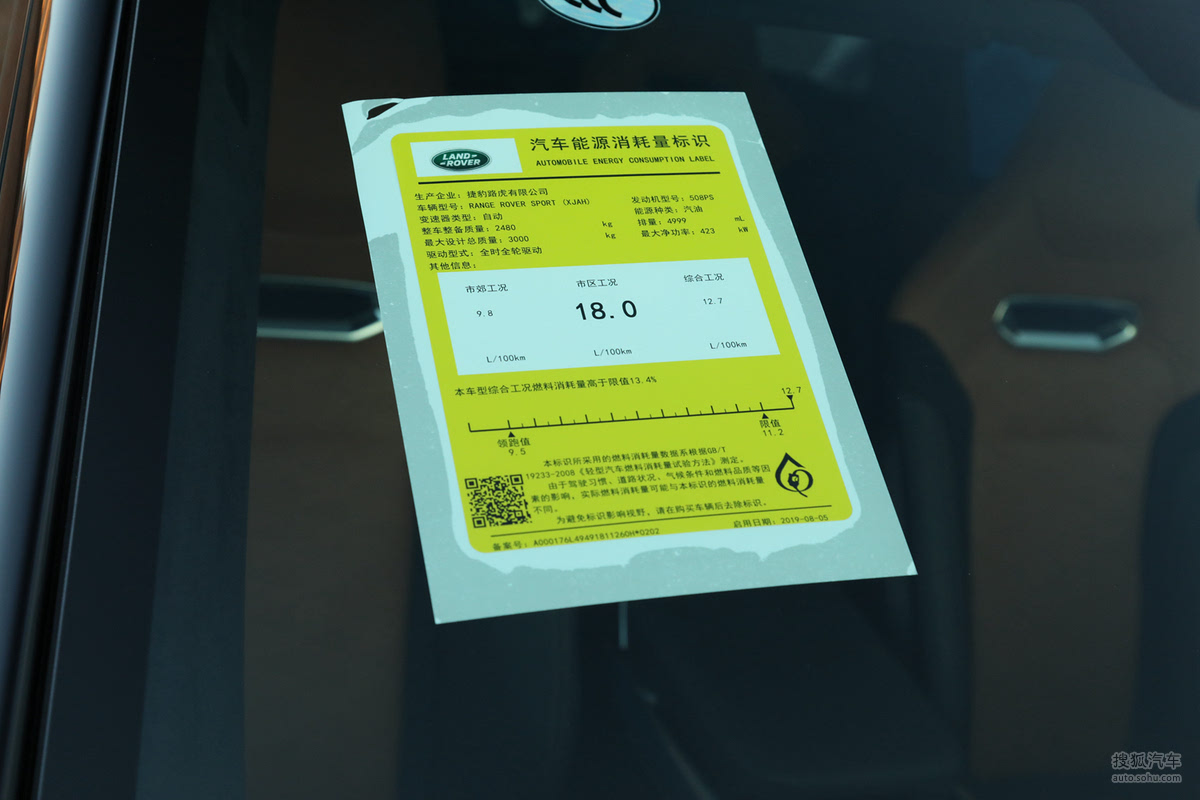 LAND-
-ROVER
汽车能源消耗量标识
AUTOMOBILE ENERGY CONSUMPTION LABEL
生产企业：捷豹路虎有限公司
车辆型号：RANGE ROVER SPORT (XJAH) 发动机型号：508PS
变速器类型：自动 能源种类：汽油
整车整备质量：2480 kg 排量：4999 mL
最大设计总质量：3000 kg 最大净功率：423 kW
驱动型式：全时全轮驱动
其他信息：
市郊工况 市区工况 综合工况
9.8 18.0 12.7
L/100km L/100km L/100km
本车型综合工况燃料消耗量高于限值13.4%
12.7
领跑值 限值
9.5 11.2
本标识所采用的燃料消耗量数据系根据GB/T
19233-2008《轻型汽车燃料消耗量试验方法》测定。
由于驾驶习惯、道路状况、气候条件和燃料品质等因
素的影响，实际燃料消耗量可能与本标识的燃料消耗量
不同。
为避免标识影响视野，请在购买车辆后去除标识。
备案号：A000176L49491811260H*0202 启用日期：2019-08-05
搜狐汽车
auto.sohu.com